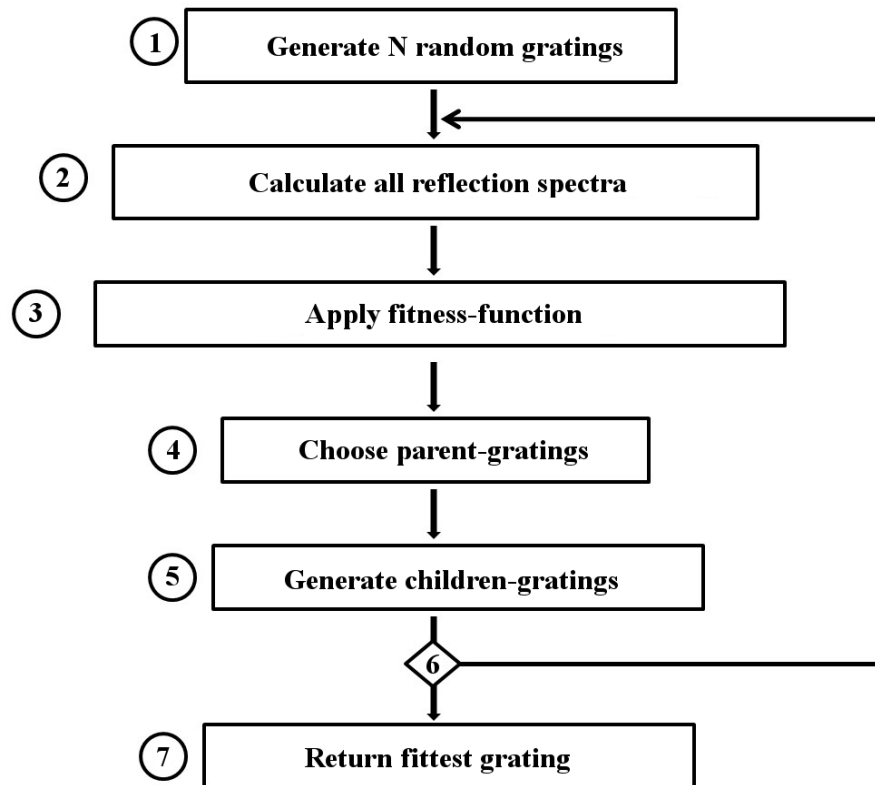 1 Generate N random gratings
2 Calculate all reflection spectra
3 Apply fitness-function
4 Choose parent-gratings
5 Generate children-gratings
6
7 Return fittest grating